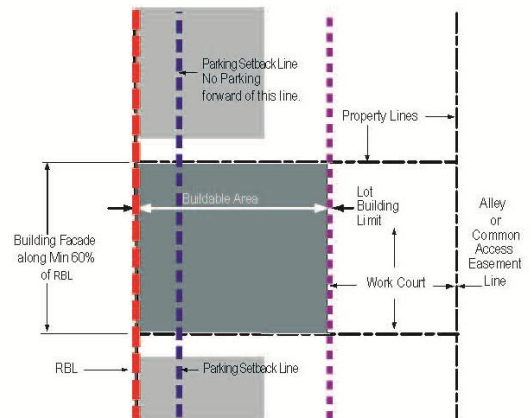 Parking Setback Line
No Parking
forward of this line.
Property Lines
Buildable Area
Lot
Building
Limit
Alley
or
Common
Access
Easement
Line
Building Facade
along Min 60%
of RBL
Work Court
RBL
Parking Setback Line